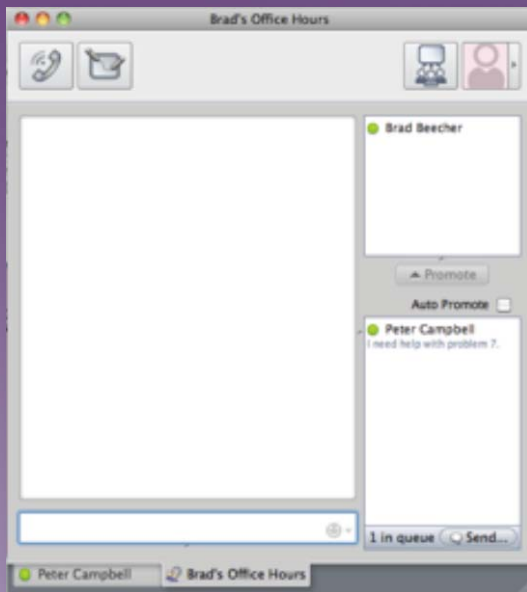 Brad's Office Hours
Brad Beecher
Promote
Auto Promote
Peter Campbell
I need help with problem 7.
1 in queue
Send...
Peter Campbell
Brad's Office Hours